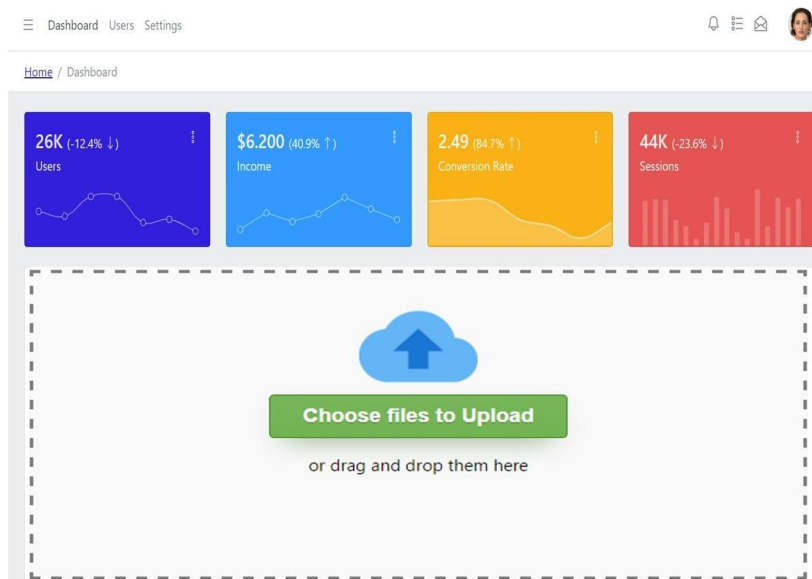 Dashboard Users Settings
Home / Dashboard
26K (-12.4% ↓)
Users
$6.200 (40.9% ↑)
Income
2.49 (84.7% ↑)
Conversion Rate
44K (-23.6% ↓)
Sessions
Choose files to Upload
or drag and drop them here